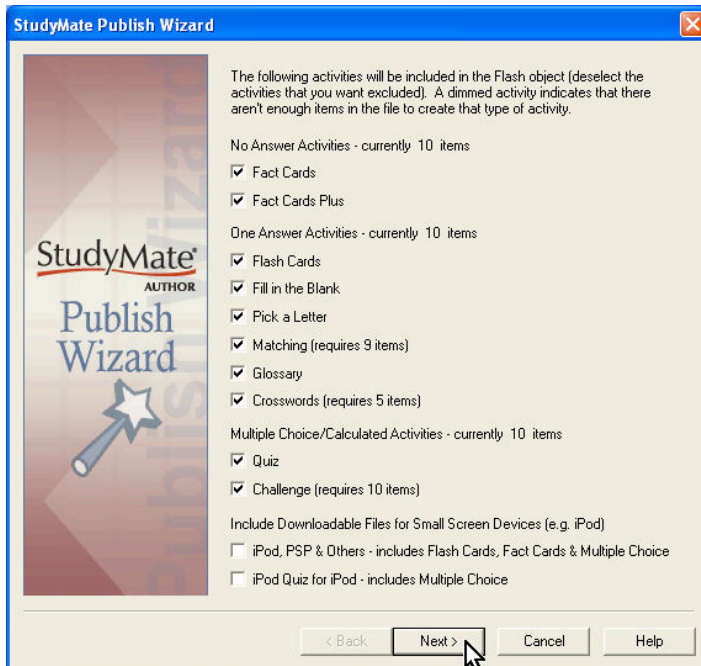 StudyMate Publish Wizard
The following activities will be included in the Flash object (deselect the
activities that you want excluded). A dimmed activity indicates that there
aren't enough items in the file to create that type of activity.
No Answer Activities - currently 10 items
Fact Cards
Fact Cards Plus
One Answer Activities - currently 10 items
Flash Cards
Fill in the Blank
Pick a Letter
Matching (requires 9 items)
Glossary
Crosswords (requires 5 items)
Multiple Choice/Calculated Activities - currently 10 items
Quiz
Challenge (requires 10 items)
Include Downloadable Files for Small Screen Devices (e.g. iPod)
iPod, PSP & Others - includes Flash Cards, Fact Cards & Multiple Choice
iPod Quiz for iPod - includes Multiple Choice
StudyMate®
AUTHOR
Publish
Wizard
Publish Wizard
< Back
Next >
Cancel
Help